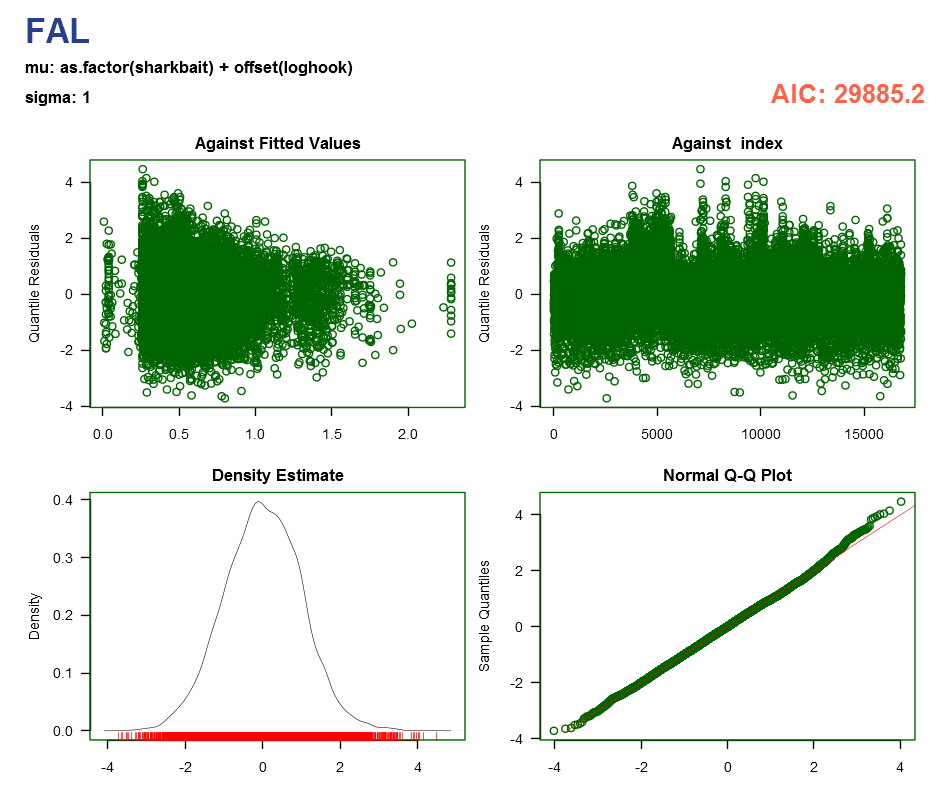 FAL
mu: as.factor(sharkbait) + offset(loghook)
sigma: 1
AIC: 29885.2
Against Fitted Values
Quantile Residuals
4
2
0
-2
-4
0.0 0.5 1.0 1.5 2.0
Against index
Quantile Residuals
4
2
0
-2
-4
0 5000 10000 15000
Density Estimate
Density
0.4
0.3
0.2
0.1
0.0
-4 -2 0 2 4
Normal Q-Q Plot
Sample Quantiles
4
2
0
-2
-4
-4 -2 0 2 4